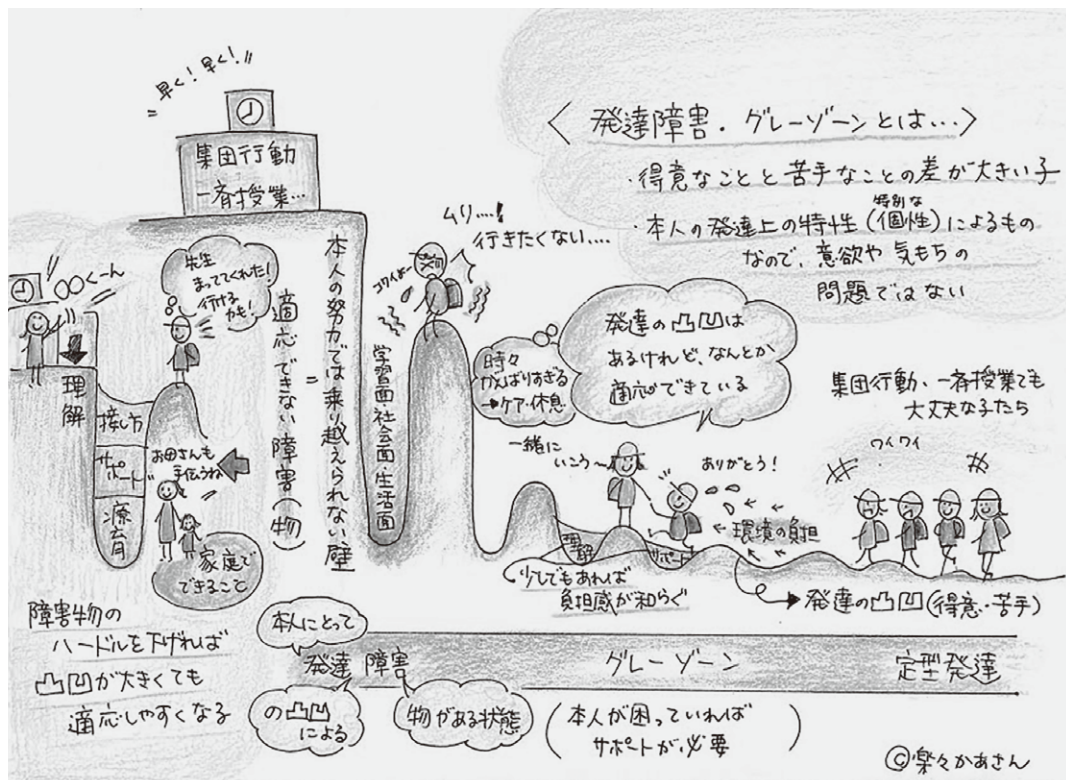 早く!早く!!
集団行動
一斉授業…
〈発達障害・グレーゾーンとは…〉
・得意なことと苦手なことの差が大きい子
・本人の発達上の特性(個性)によるもの
特別な
なので、意欲や気もちの
問題ではない
ムリ……!
行きたくない……
コワイよ〜
○○くーん
先生
まっててくれた!
行ける
かも!
理解
接し方
サポート
療育
お母さんも
手伝うね
家庭で
できること
適応できない障害(物)
=
本人の努力では乗り越えられない壁
学習面・社会面・生活面
時々
がんばりすぎる
→ケア・休息
発達の凸凹は
あるけれど、なんとか
適応できている
一緒に
いこう〜
ありがとう!
集団行動、一斉授業でも
大丈夫な子たち
ワイワイ
環境の負担
理解
サポート
少しでもあれば
負担感が和らぐ
発達の凸凹(得意・苦手)
障害物の
ハードルを下げれば
凸凹が大きくても
適応しやすくなる
本人にとって
発達障害
グレーゾーン
定型発達
の凸凹
による
物がある状態
(本人が困っていれば
サポートが必要)
©楽々かあさん